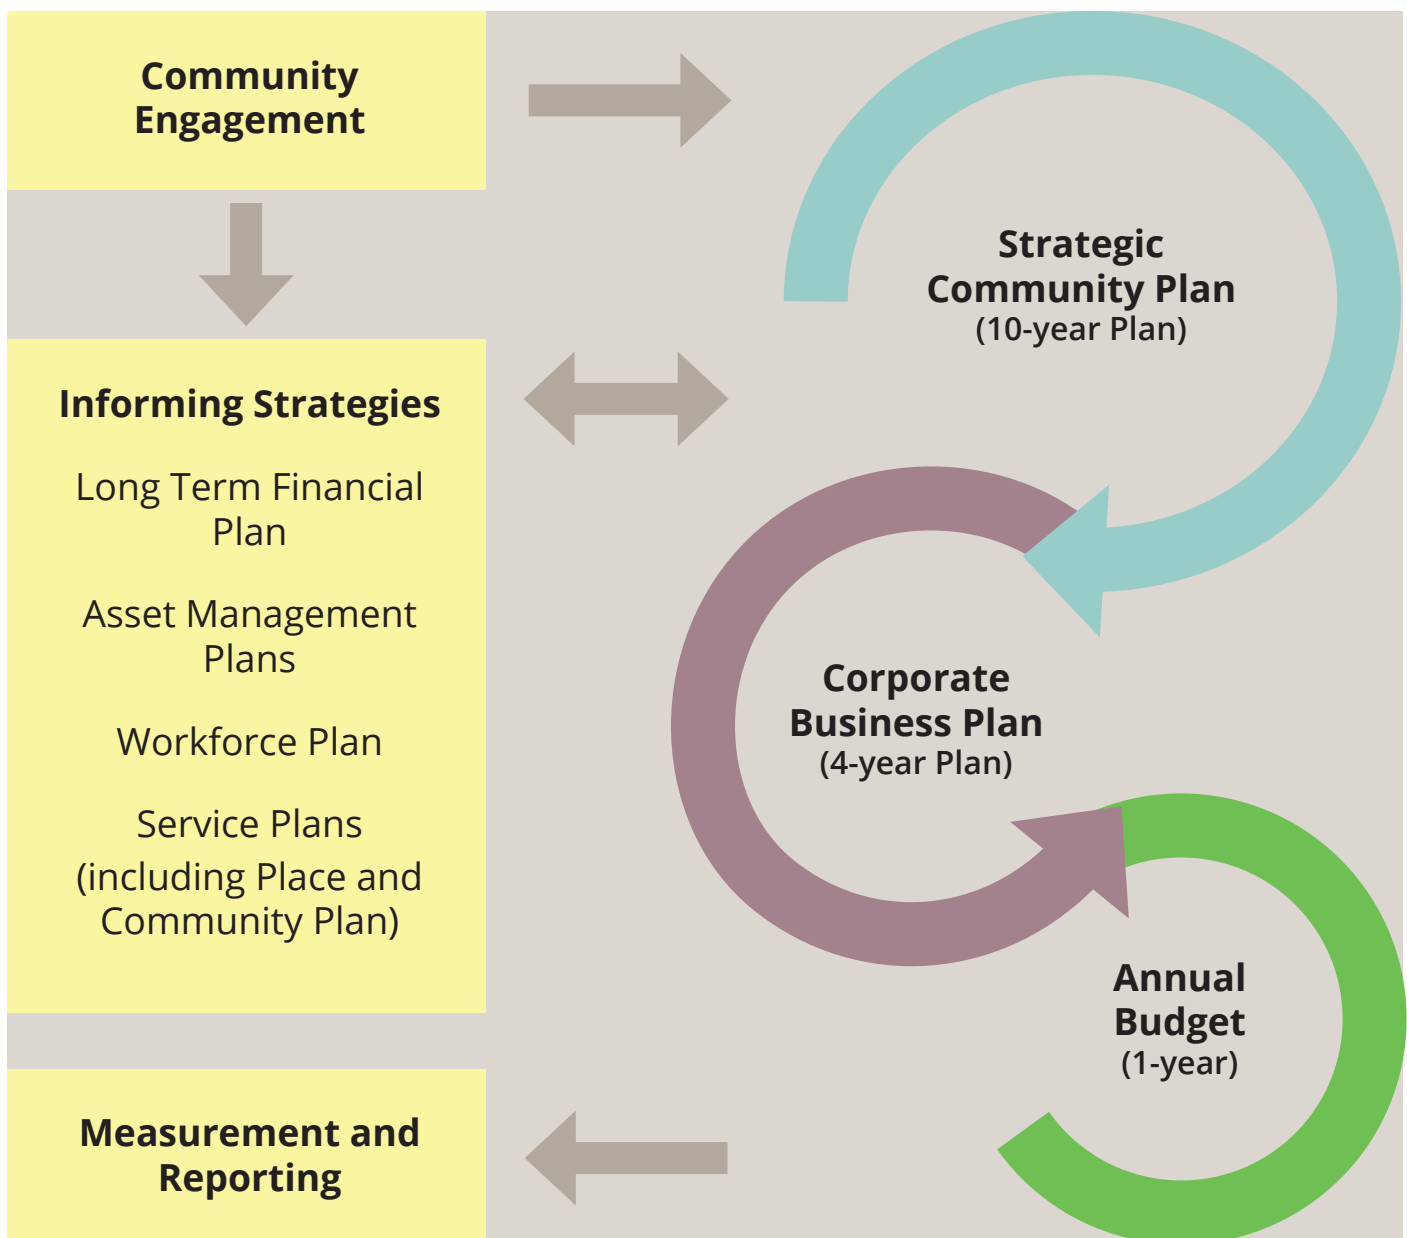 Community
Engagement
Strategic
Community Plan
(10-year Plan)
Informing Strategies
Long Term Financial
Plan
Asset Management
Plans
Workforce Plan
Service Plans
(including Place and
Community Plan)
Corporate
Business Plan
(4-year Plan)
Annual
Budget
(1-year)
Measurement and
Reporting